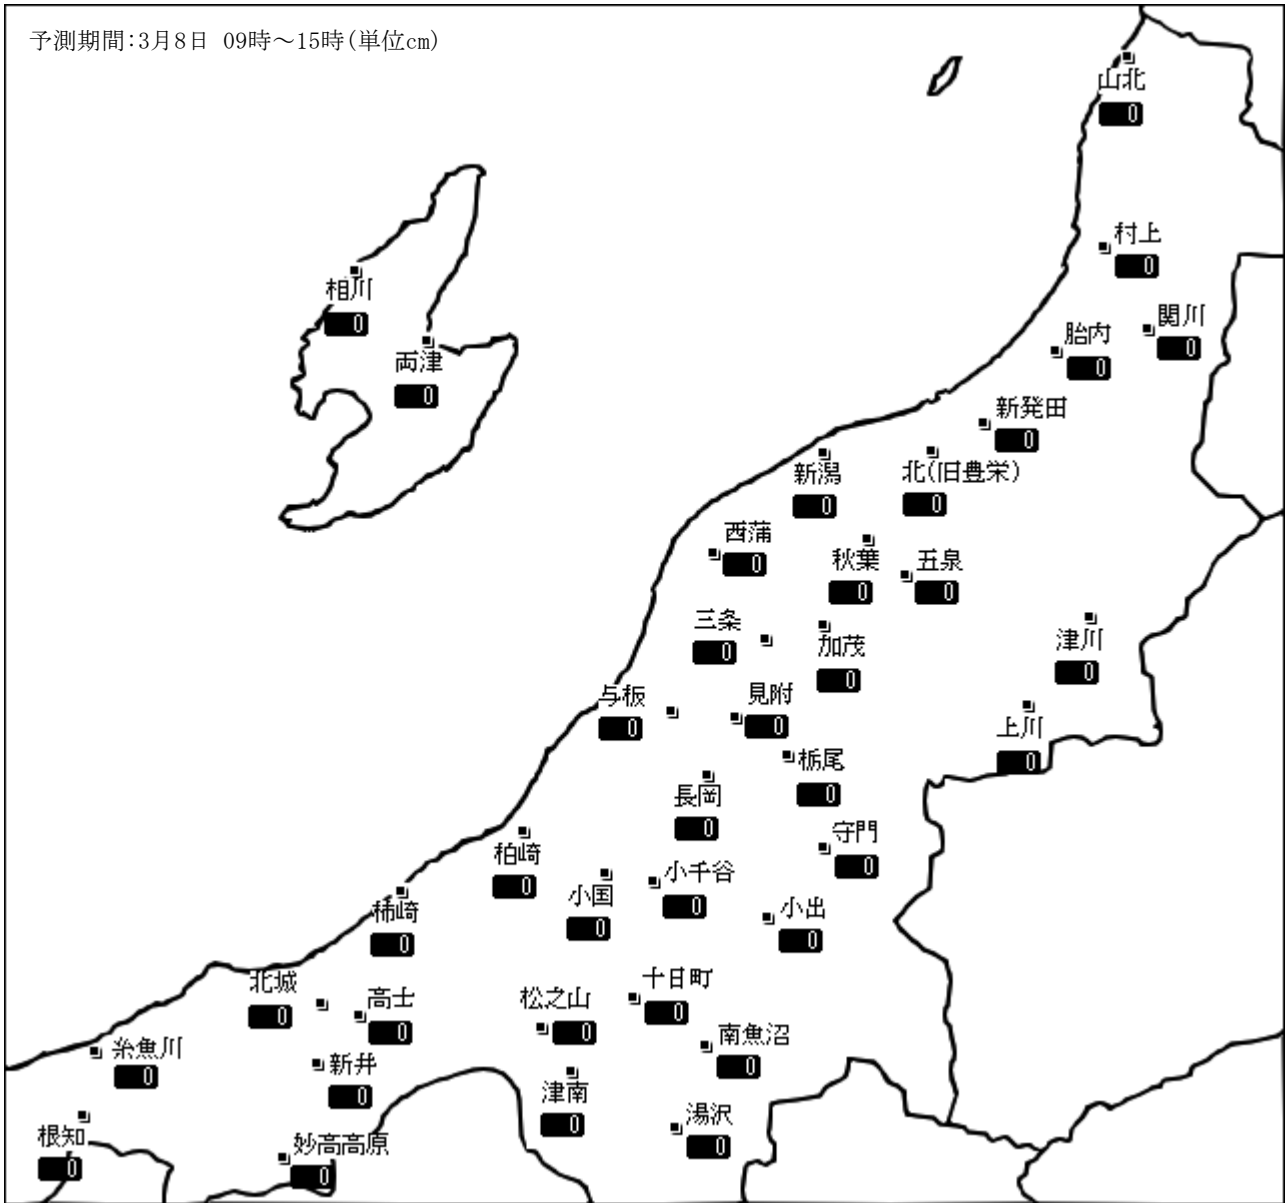 予測期間:3月8日 09時～15時(単位cm)
山北
0
村上
0
関川
0
胎内
0
相川
0
両津
0
新発田
0
新潟
0
北(旧豊栄)
0
西蒲
0
秋葉
0
五泉
0
三条
0
加茂
0
津川
0
与板
0
見附
0
上川
0
栃尾
0
長岡
0
守門
0
柏崎
0
小国
0
小千谷
0
小出
0
柿崎
0
北城
0
高士
0
松之山
0
十日町
0
南魚沼
0
糸魚川
0
新井
0
津南
0
湯沢
0
根知
0
妙高高原
0